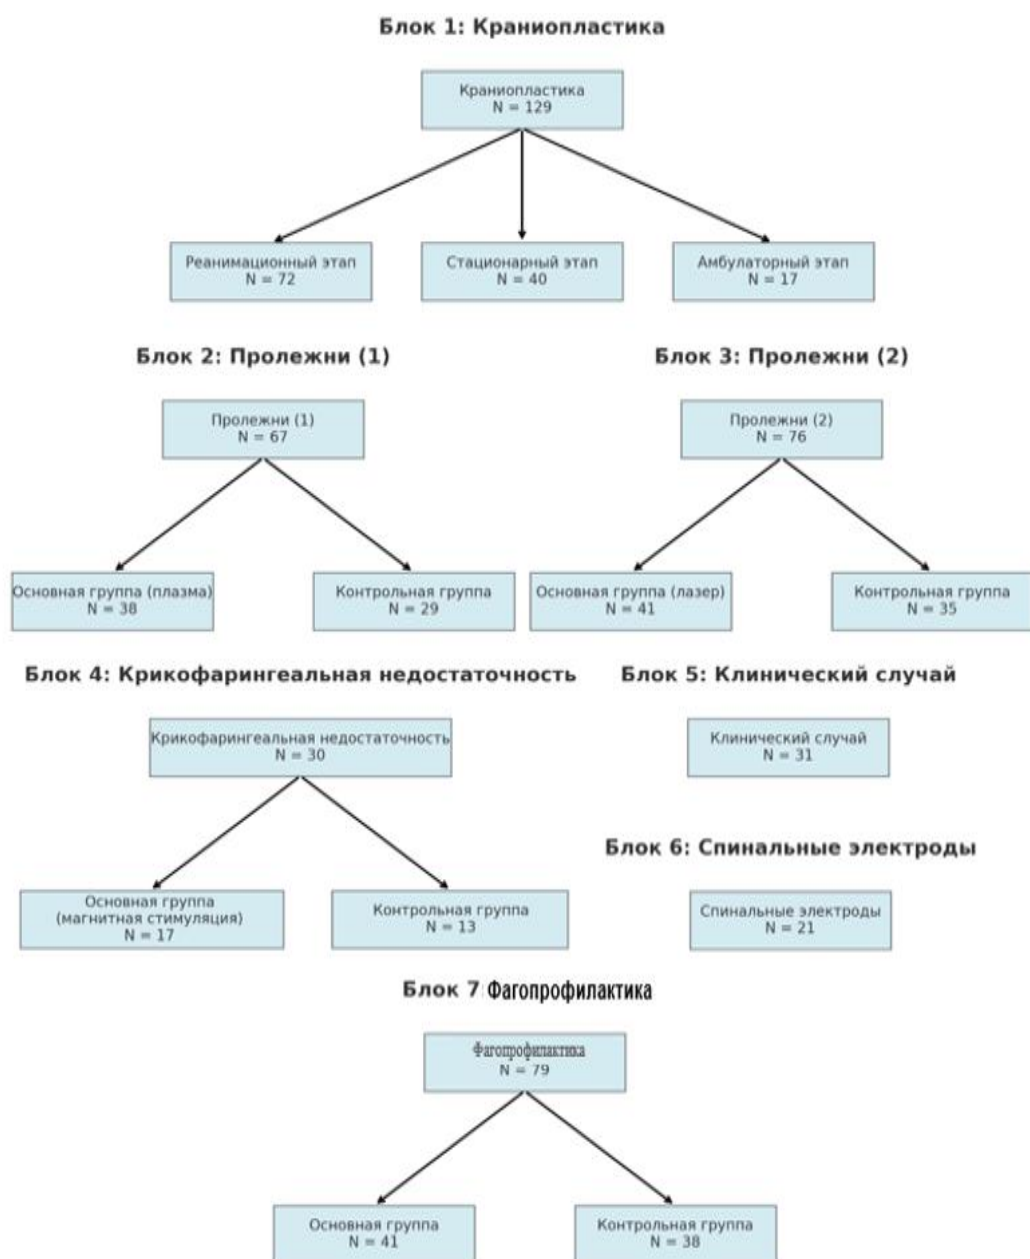 Блок 1: Краниопластика
Краниопластика
N = 129
Реанимационный этап
N = 72
Стационарный этап
N = 40
Амбулаторный этап
N = 17
Блок 2: Пролежни (1)
Блок 3: Пролежни (2)
Пролежни (1)
N = 67
Пролежни (2)
N = 76
Основная группа (плазма)
N = 38
Контрольная группа
N = 29
Основная группа (лазер)
N = 41
Контрольная группа
N = 35
Блок 4: Крикофарингеальная недостаточность
Блок 5: Клинический случай
Крикофарингеальная недостаточность
N = 30
Клинический случай
N = 31
Блок 6: Спинальные электроды
Основная группа
(магнитная стимуляция)
N = 17
Контрольная группа
N = 13
Спинальные электроды
N = 21
Блок 7 Фагопрофилактика
Фагопрофилактика
N = 79
Основная группа
N = 41
Контрольная группа
N = 38